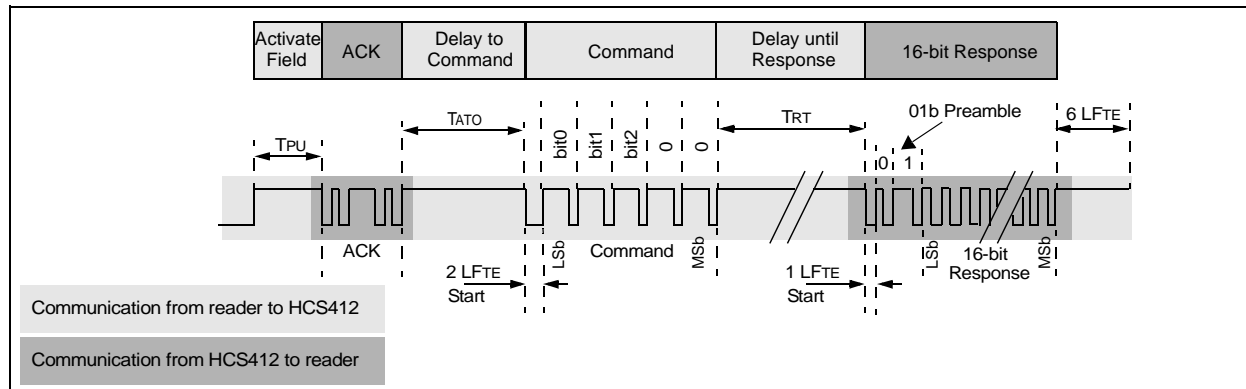 Activate Field
ACK
Delay to Command
Command
Delay until Response
16-bit Response
TPU
TATO
bit0
bit1
bit2
0
0
TRT
01b Preamble
0
1
6 LFTE
ACK
LSb
Command
MSb
LSb
16-bit
Response
MSb
2 LFTE
Start
1 LFTE
Start
Communication from reader to HCS412
Communication from HCS412 to reader